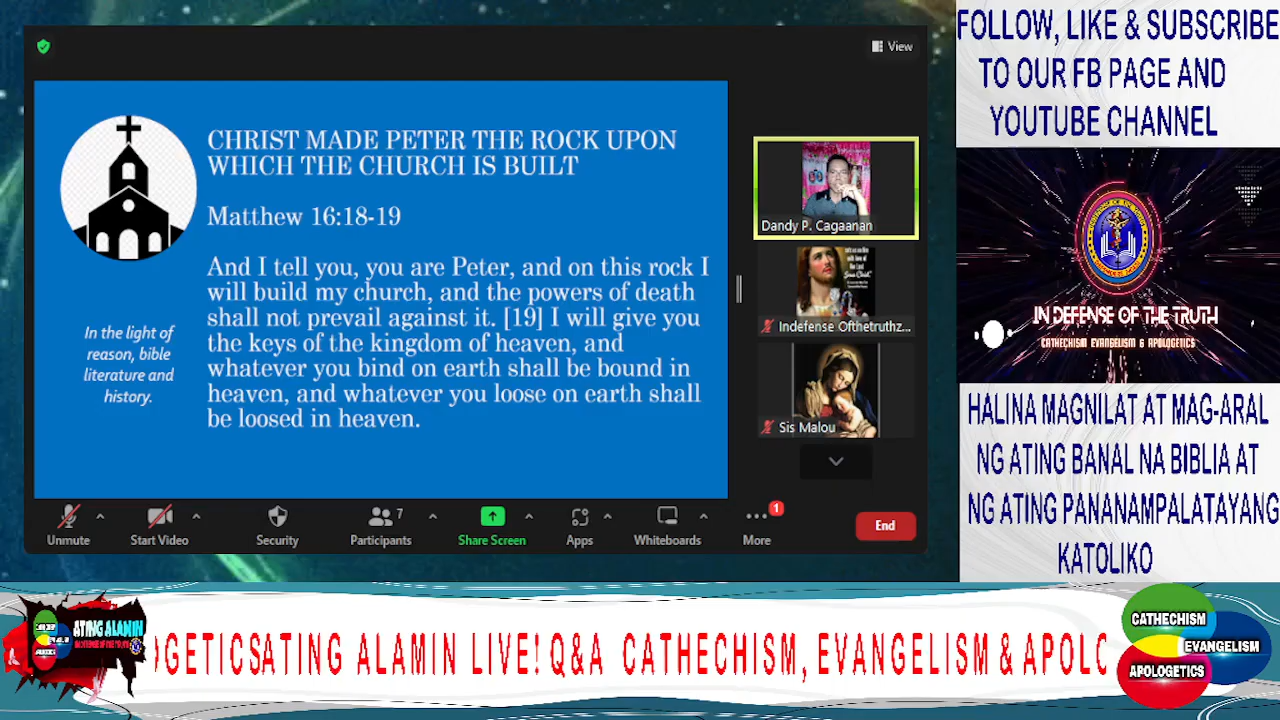 View
CHRIST MADE PETER THE ROCK UPON
WHICH THE CHURCH IS BUILT
Matthew 16:18-19
And I tell you, you are Peter, and on this rock I
will build my church, and the powers of death
shall not prevail against it. [19] I will give you
the keys of the kingdom of heaven, and
whatever you bind on earth shall be bound in
heaven, and whatever you loose on earth shall
be loosed in heaven.
In the light of
reason, bible
literature and
history.
Dandy P. Cagaanan
Indefense Ofthetruthz...
Sis Malou
Unmute
Start Video
Security
7
Participants
Share Screen
Apps
Whiteboards
1
More
End
FOLLOW, LIKE & SUBSCRIBE
TO OUR FB PAGE AND
YOUTUBE CHANNEL
IN DEFENSE OF THE TRUTH
CATHECHISM EVANGELISM & APOLOGETICS
HALINA MAGNILAT AT MAG-ARAL
NG ATING BANAL NA BIBLIA AT
NG ATING PANANAMPALATAYANG
KATOLIKO
ATING ALAMIN
OGETICSATING ALAMIN LIVE! Q&A CATHECHISM, EVANGELISM & APOLO
CATHECHISM
EVANGELISM
APOLOGETICS